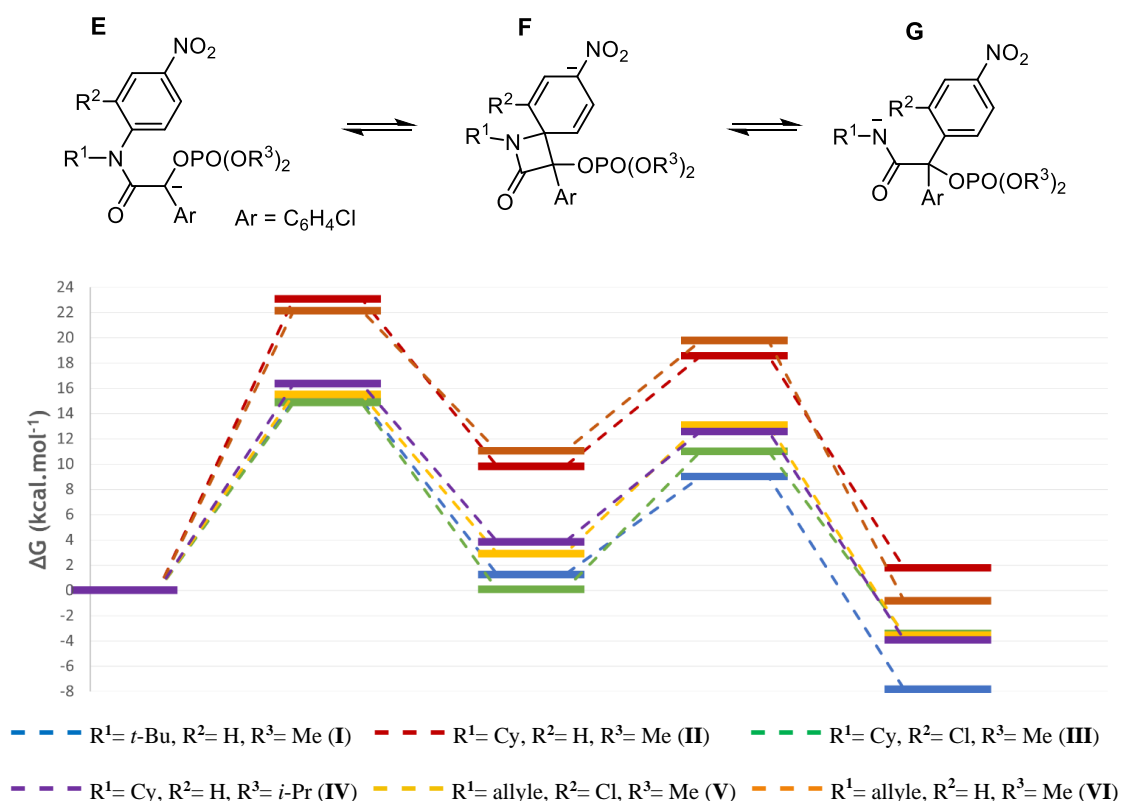 E
F
G
NO₂
R²
R¹
N
OPO(OR³)₂
O
Ar
Ar = C₆H₄Cl
NO₂
R²
R¹
N
OPO(OR³)₂
O
Ar
NO₂
R²
R¹
N
O
Ar
OPO(OR³)₂
ΔG (kcal.mol⁻¹)
24
22
20
18
16
14
12
10
8
6
4
2
0
-2
-4
-6
-8
R¹= t-Bu, R²= H, R³= Me (I)
R¹= Cy, R²= H, R³= Me (II)
R¹= Cy, R²= Cl, R³= Me (III)
R¹= Cy, R²= H, R³= i-Pr (IV)
R¹= allyle, R²= Cl, R³= Me (V)
R¹= allyle, R²= H, R³= Me (VI)